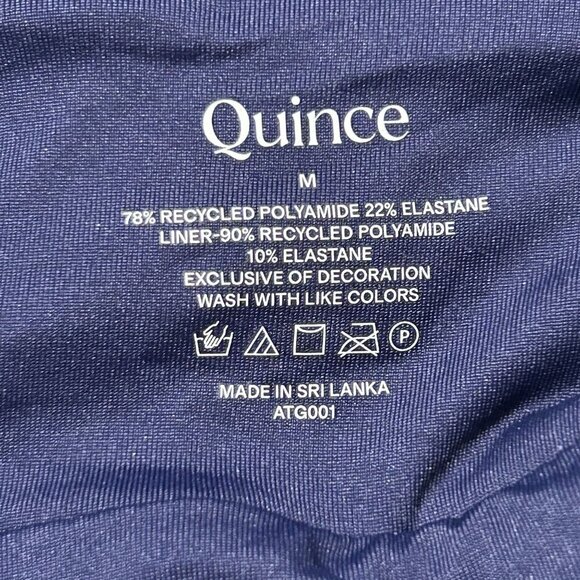 Quince
M
78% RECYCLED POLYAMIDE 22% ELASTANE
LINER-90% RECYCLED POLYAMIDE
10% ELASTANE
EXCLUSIVE OF DECORATION
WASH WITH LIKE COLORS
P
MADE IN SRI LANKA
ATG001